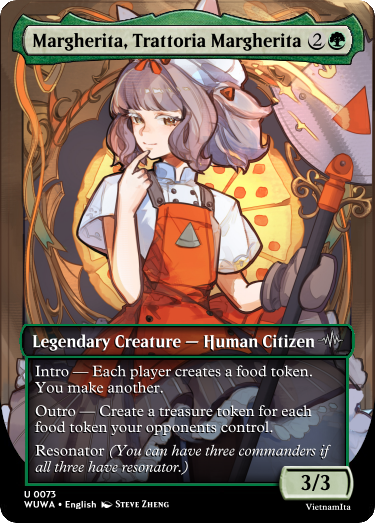 Margherita, Trattoria Margherita 2
Legendary Creature — Human Citizen
Intro — Each player creates a food token.
You make another.
Outro — Create a treasure token for each
food token your opponents control.
Resonator (You can have three commanders if
all three have resonator.)
3/3
U 0073
WUWA • English Steve Zheng
VietnamIta